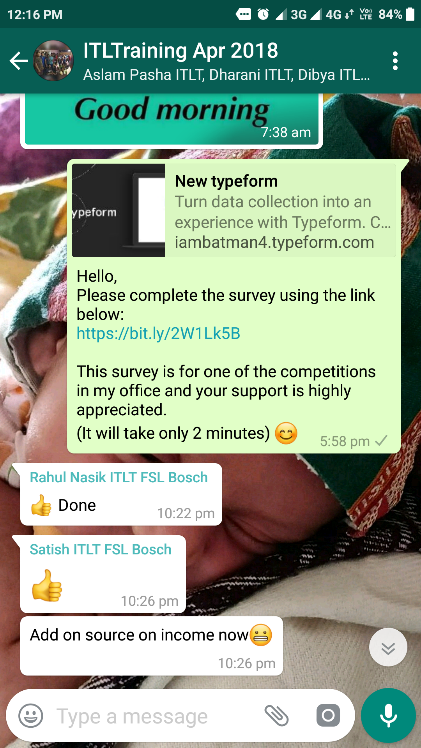 12:16 PM 3G 4G Vo) LTE 84%
ITLTraining Apr 2018
Aslam Pasha ITLT, Dharani ITLT, Dibya ITL...
Good morning
7:38 am
ypeform
New typeform
Turn data collection into an
experience with Typeform. C...
iambatman4.typeform.com
Hello,
Please complete the survey using the link
below:
https://bit.ly/2W1Lk5B
This survey is for one of the competitions
in my office and your support is highly
appreciated.
(It will take only 2 minutes) 😊 5:58 pm
Rahul Nasik ITLT FSL Bosch
👍 Done
10:22 pm
Satish ITLT FSL Bosch
👍
10:26 pm
Add on source on income now😬
10:26 pm
Type a message